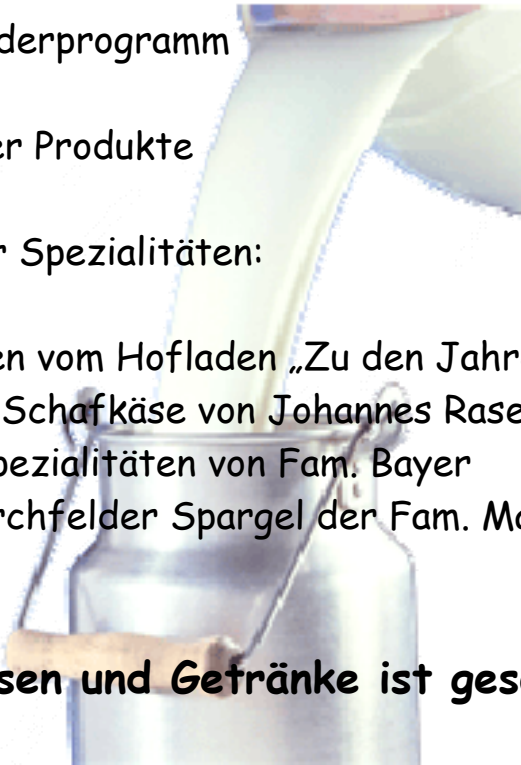 derprogramm
er Produkte
r Spezialitäten:
en vom Hofladen „Zu den Jahr
Schafkäse von Johannes Rase
pezialitäten von Fam. Bayer
rchfelder Spargel der Fam. Ma
sen und Getränke ist ges